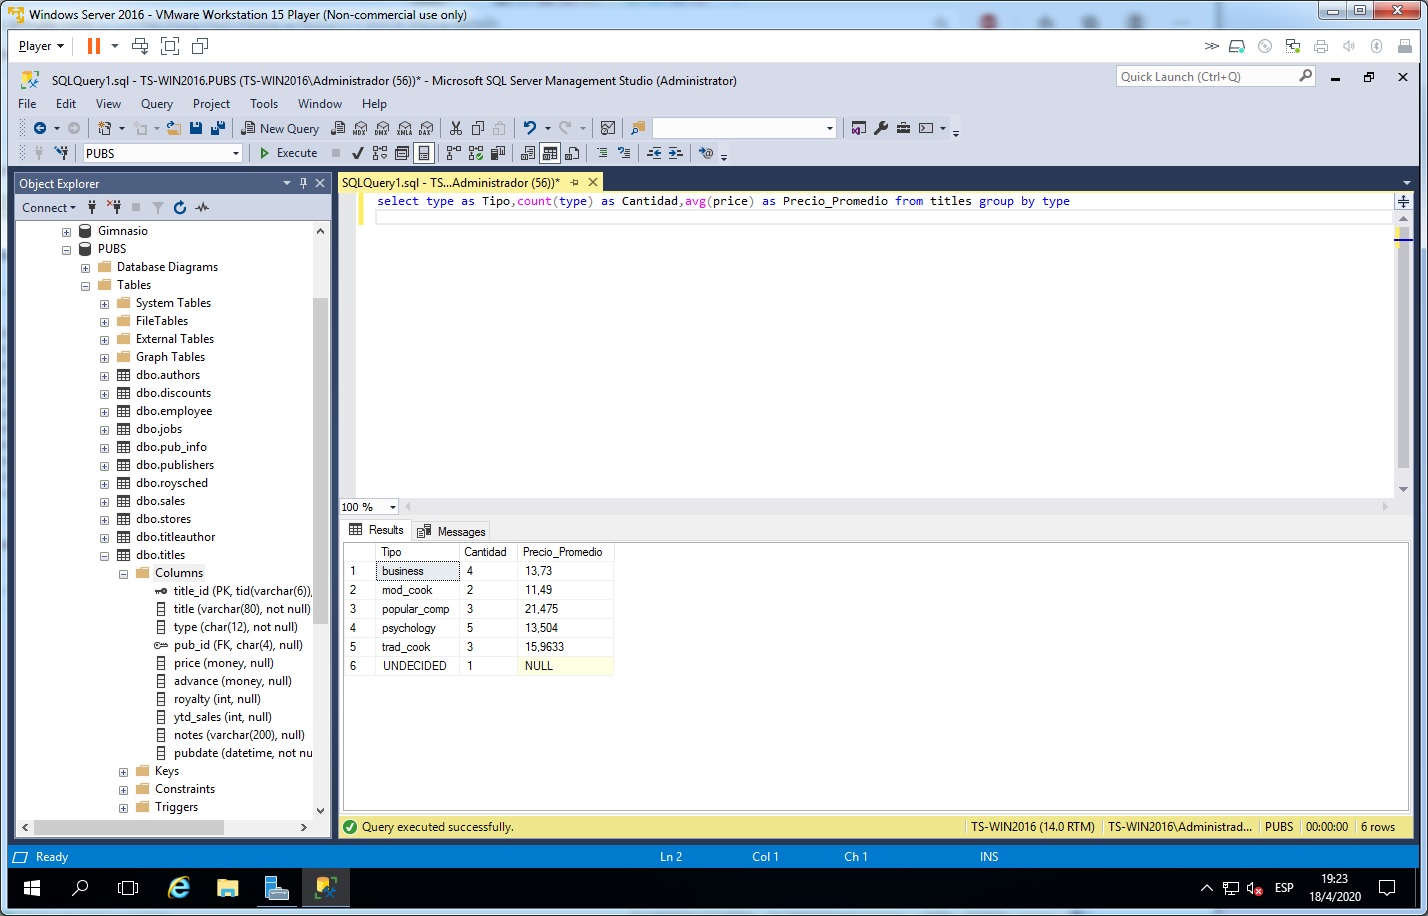 Windows Server 2016 - VMware Workstation 15 Player (Non-commercial use only)
Player
SQLQuery1.sql - TS-WIN2016.PUBS (TS-WIN2016\Administrador (56))* - Microsoft SQL Server Management Studio (Administrator)
Quick Launch (Ctrl+Q)
File Edit View Query Project Tools Window Help
New Query MDX DMX XMLA DAX
PUBS Execute
Object Explorer
SQLQuery1.sql - TS...Administrador (56))*
Connect
select type as Tipo,count(type) as Cantidad,avg(price) as Precio_Promedio from titles group by type
Gimnasio
PUBS
Database Diagrams
Tables
System Tables
FileTables
External Tables
Graph Tables
dbo.authors
dbo.discounts
dbo.employee
dbo.jobs
dbo.pub_info
dbo.publishers
dbo.roysched
dbo.sales
dbo.stores
dbo.titleauthor
dbo.titles
Columns
title_id (PK, tid(varchar(6)),
title (varchar(80), not null)
type (char(12), not null)
pub_id (FK, char(4), null)
price (money, null)
advance (money, null)
royalty (int, null)
ytd_sales (int, null)
notes (varchar(200), null)
pubdate (datetime, not nu
Keys
Constraints
Triggers
100 %
Results Messages
Tipo Cantidad Precio_Promedio
1 business 4 13,73
2 mod_cook 2 11,49
3 popular_comp 3 21,475
4 psychology 5 13,504
5 trad_cook 3 15,9633
6 UNDECIDED 1 NULL
Query executed successfully. TS-WIN2016 (14.0 RTM) TS-WIN2016\Administrad... PUBS 00:00:00 6 rows
Ready Ln 2 Col 1 Ch 1 INS
ESP 19:23
18/4/2020